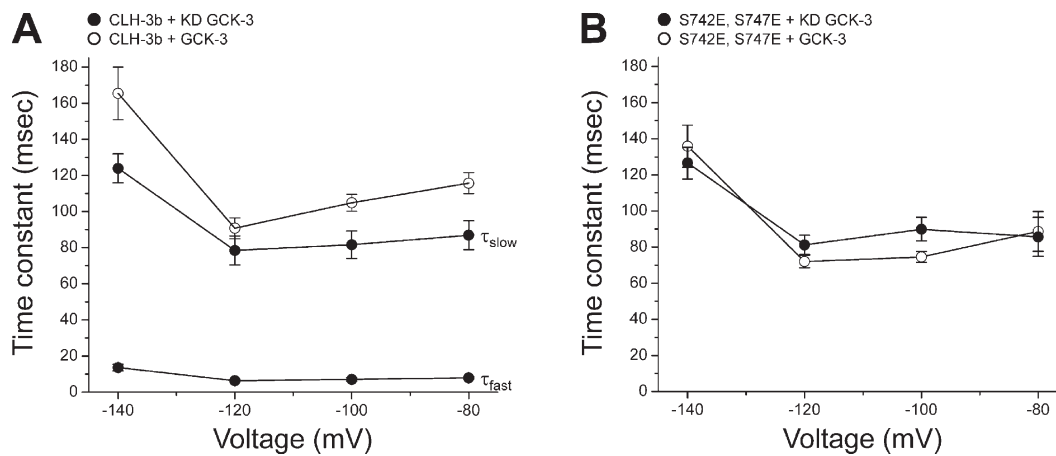 A
CLH-3b + KD GCK-3
CLH-3b + GCK-3
Time constant (msec)
180
160
140
120
100
80
60
40
20
0
τslow
τfast
-140
-120
-100
-80
Voltage (mV)
B
S742E, S747E + KD GCK-3
S742E, S747E + GCK-3
Time constant (msec)
180
160
140
120
100
80
60
40
20
0
-140
-120
-100
-80
Voltage (mV)